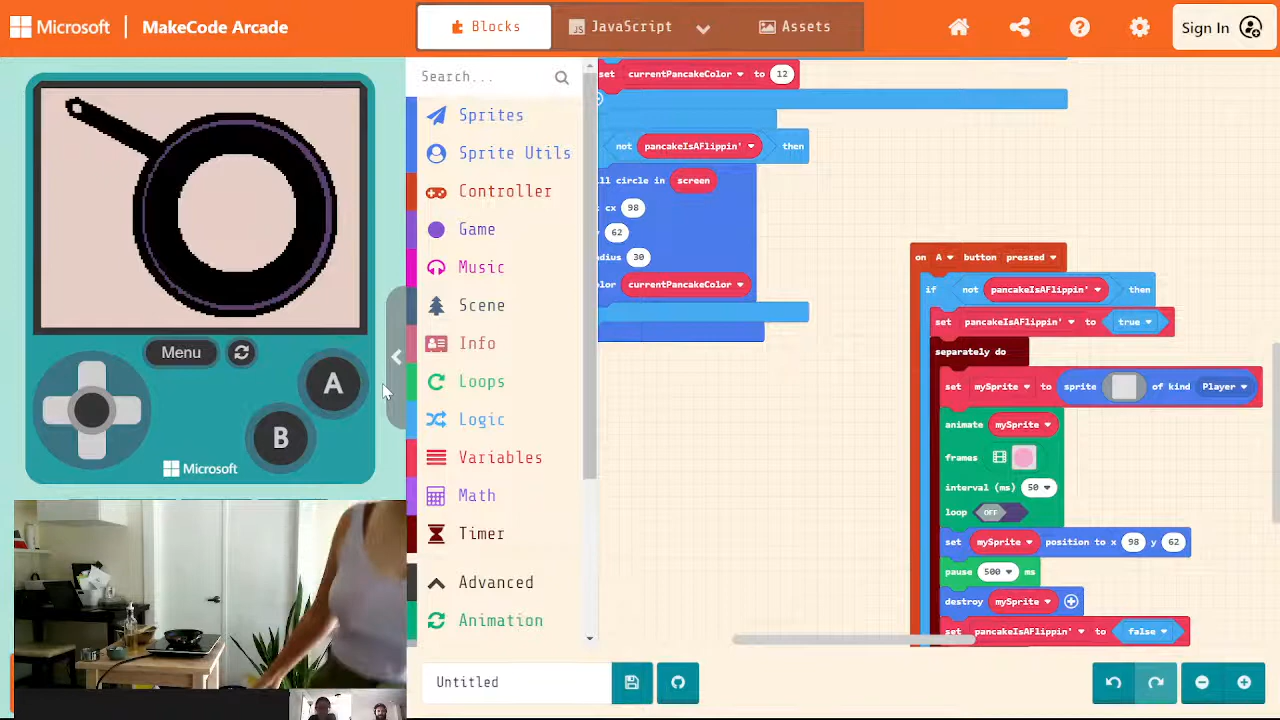 Microsoft | MakeCode Arcade
Blocks
JavaScript
Assets
Sign In
Menu
A
B
Microsoft
Search...
Sprites
Sprite Utils
Controller
Game
Music
Scene
Info
Loops
Logic
Variables
Math
Timer
Advanced
Animation
set currentPancakeColor to 12
not pancakeIsAFlippin' then
ll circle in screen
cx 98
62
dius 30
olor currentPancakeColor
on A button pressed
if not pancakeIsAFlippin' then
set pancakeIsAFlippin' to true
separately do
set mySprite to sprite of kind Player
animate mySprite
frames
interval (ms) 50
loop OFF
set mySprite position to x 98 y 62
pause 500 ms
destroy mySprite
set pancakeIsAFlippin' to false
Untitled